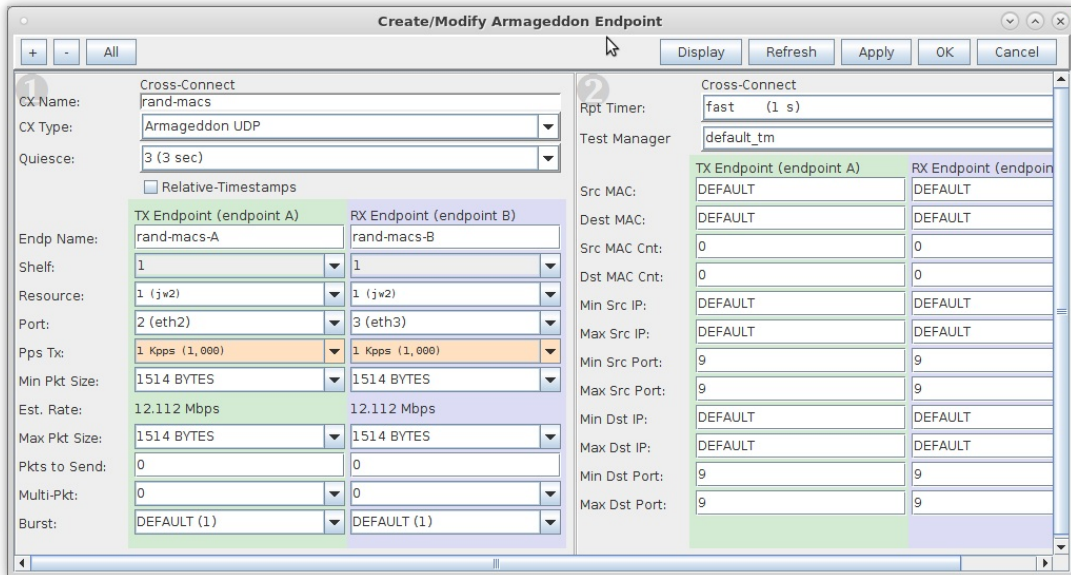 Create/Modify Armageddon Endpoint
+ - All Display Refresh Apply OK Cancel
1
Cross-Connect
CX Name: rand-macs
CX Type: Armageddon UDP
Quiesce: 3 (3 sec)
Relative-Timestamps
TX Endpoint (endpoint A) RX Endpoint (endpoint B)
Endp Name: rand-macs-A rand-macs-B
Shelf: 1 1
Resource: 1 (jw2) 1 (jw2)
Port: 2 (eth2) 3 (eth3)
Pps Tx: 1 Kpps (1,000) 1 Kpps (1,000)
Min Pkt Size: 1514 BYTES 1514 BYTES
Est. Rate: 12.112 Mbps 12.112 Mbps
Max Pkt Size: 1514 BYTES 1514 BYTES
Pkts to Send: 0 0
Multi-Pkt: 0 0
Burst: DEFAULT (1) DEFAULT (1)
2
Cross-Connect
Rpt Timer: fast (1 s)
Test Manager default_tm
TX Endpoint (endpoint A) RX Endpoint (endpoin
Src MAC: DEFAULT DEFAULT
Dest MAC: DEFAULT DEFAULT
Src MAC Cnt: 0 0
Dst MAC Cnt: 0 0
Min Src IP: DEFAULT DEFAULT
Max Src IP: DEFAULT DEFAULT
Min Src Port: 9 9
Max Src Port: 9 9
Min Dst IP: DEFAULT DEFAULT
Max Dst IP: DEFAULT DEFAULT
Min Dst Port: 9 9
Max Dst Port: 9 9